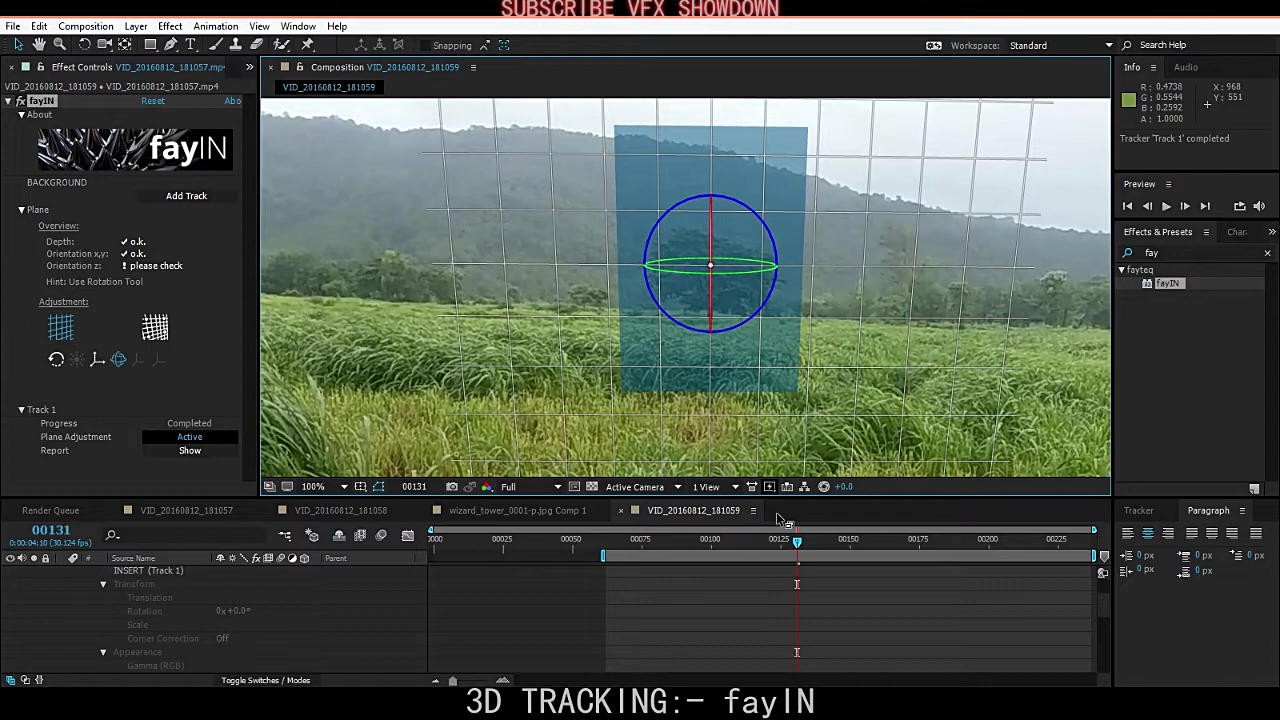 SUBSCRIBE VFX SHOWDOWN
File Edit Composition Layer Effect Animation View Window Help
Snapping
Workspace: Standard
Search Help
Effect Controls VID_20160812_181057.mp
VID_20160812_181059 • VID_20160812_181057.mp4
fayIN Reset Abo
About
fayIN
BACKGROUND
Add Track
Plane
Overview:
Depth: o.k.
Orientation x,y: o.k.
Orientation z: ! please check
Hint: Use Rotation Tool
Adjustment:
Track 1
Progress Completed
Plane Adjustment Active
Report Show
Composition VID_20160812_181059
VID_20160812_181059
100% 00131 Full Active Camera 1 View +0.0
Info Audio
R: 0.4738
G: 0.5544
B: 0.2592
A: 1.0000
X: 968
Y: 551
Tracker 'Track 1' completed
Preview
Effects & Presets Char
fay
fayteq
fayIN
Render Queue VID_20160812_181057 VID_20160812_181058 wizard_tower_0001-p.jpg Comp 1 VID_20160812_181059
00131
0:00:04:10 (30.124 fps)
0000 00025 00050 00075 00100 00125 00150 00175 00200 00225
# Source Name Parent
INSERT (Track 1)
Transform
Translation
Rotation 0x+0.0°
Scale
Corner Correction Off
Appearance
Gamma (RGB)
Toggle Switches / Modes
Tracker Paragraph
0 px 0 px 0 px
0 px 0 px
3D TRACKING:- fayIN